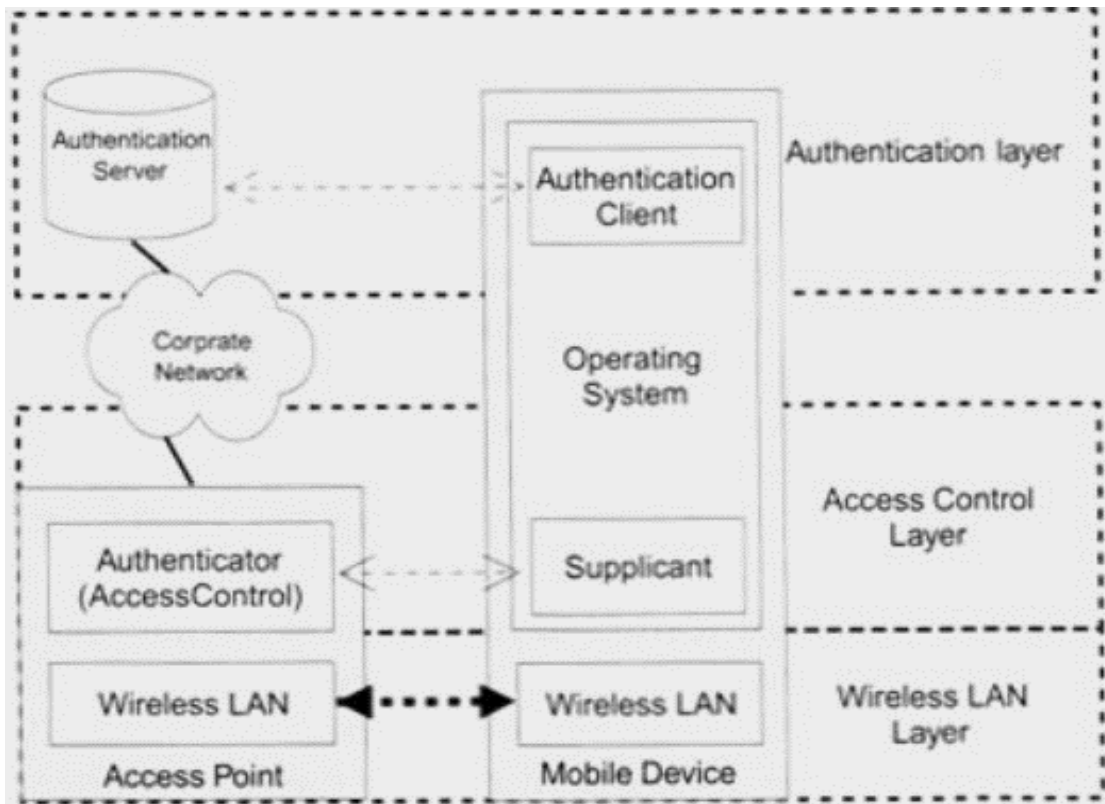 Authentication
Server
Authentication
Client
Authentication layer
Corprate
Network
Operating
System
Access Control
Layer
Authenticator
(AccessControl)
Supplicant
Wireless LAN
Wireless LAN
Wireless LAN
Layer
Access Point
Mobile Device